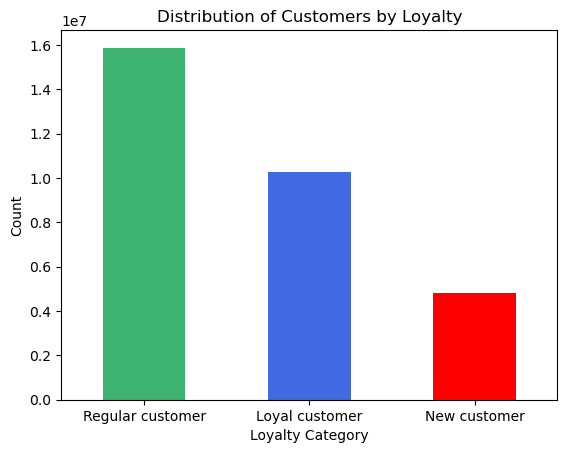 Distribution of Customers by Loyalty
1e7
1.6
1.4
1.2
1.0
0.8
0.6
0.4
0.2
0.0
Count
Regular customer
Loyal customer
New customer
Loyalty Category